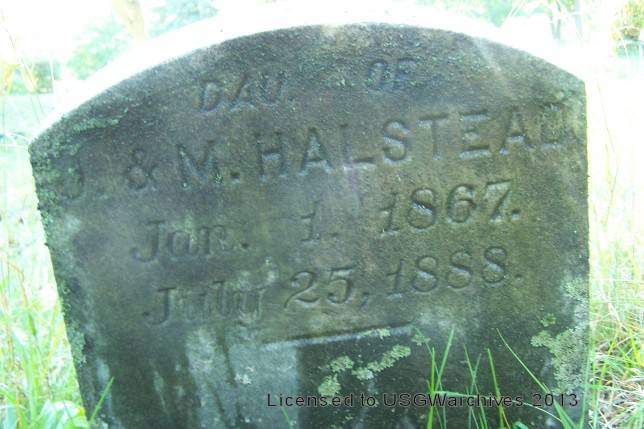 DAU. OF
J. & M. HALSTEAD
Jan. 1. 1867.
July 25, 1888.
Licensed to USGWarchives 2013